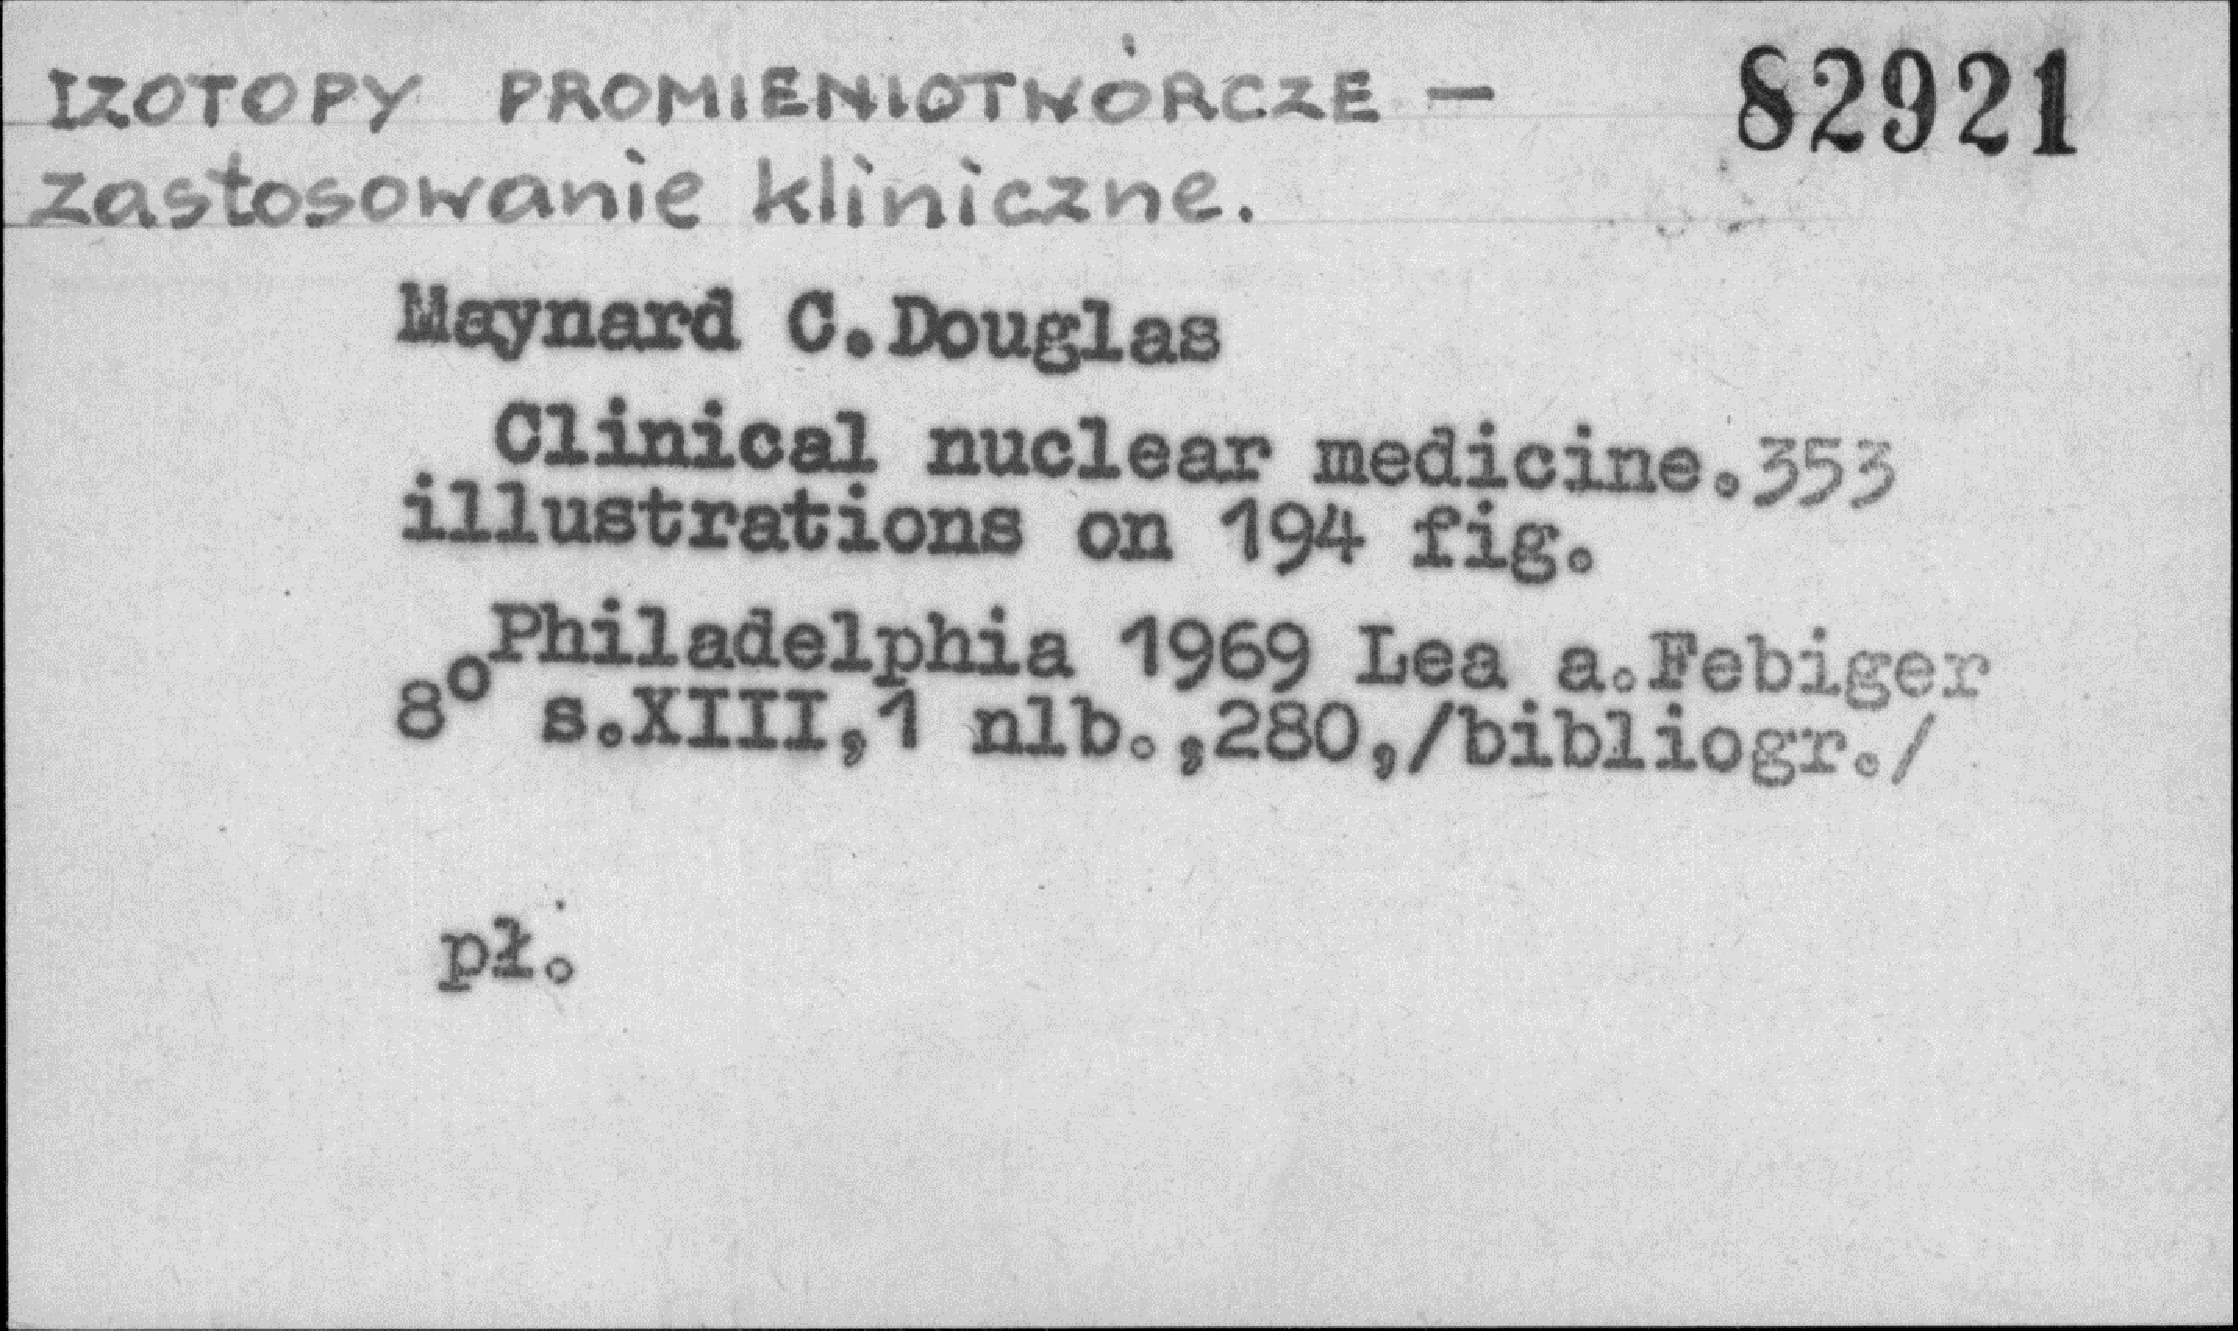 IZOTOPY PROMIENIOTWÓRCZE — 82921
zastosowanie kliniczne.
Maynard C.Douglas
Clinical nuclear medicine.353
illustrations on 194 fig.
Philadelphia 1969 Lea a.Febiger
8° s.XIII,1 nlb.,280,/bibliogr./
pł.